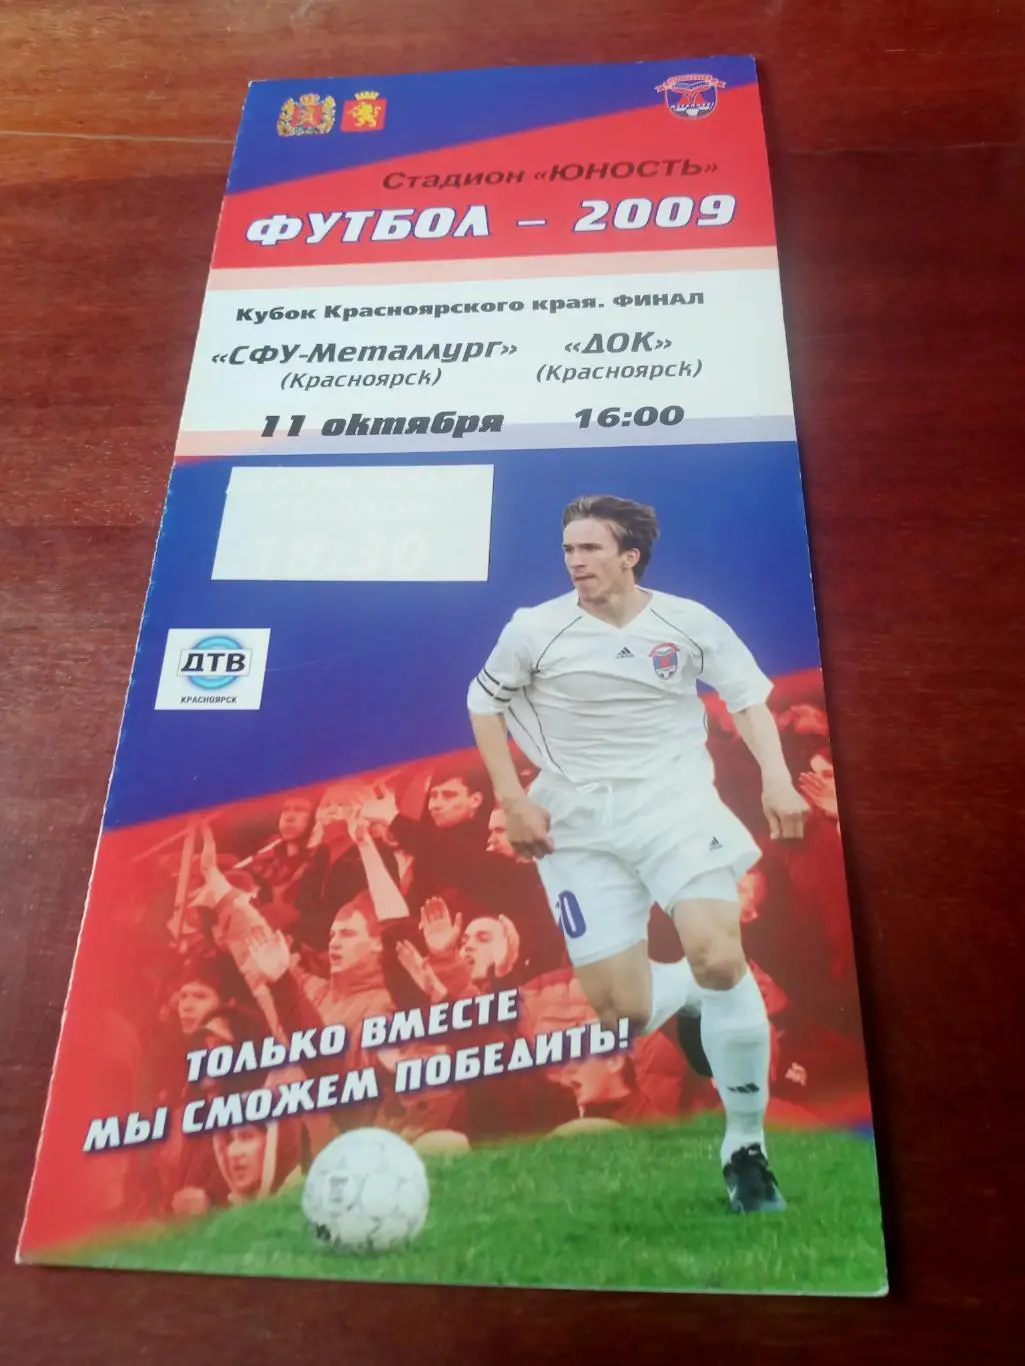 Стадион «ЮНОСТЬ»
ФУТБОЛ – 2009
Кубок Красноярского края. ФИНАЛ
«СФУ-Металлург» «ДОК»
(Красноярск) (Красноярск)
11 октября 16:00
ДТВ
КРАСНОЯРСК
ТОЛЬКО ВМЕСТЕ
МЫ СМОЖЕМ ПОБЕДИТЬ!